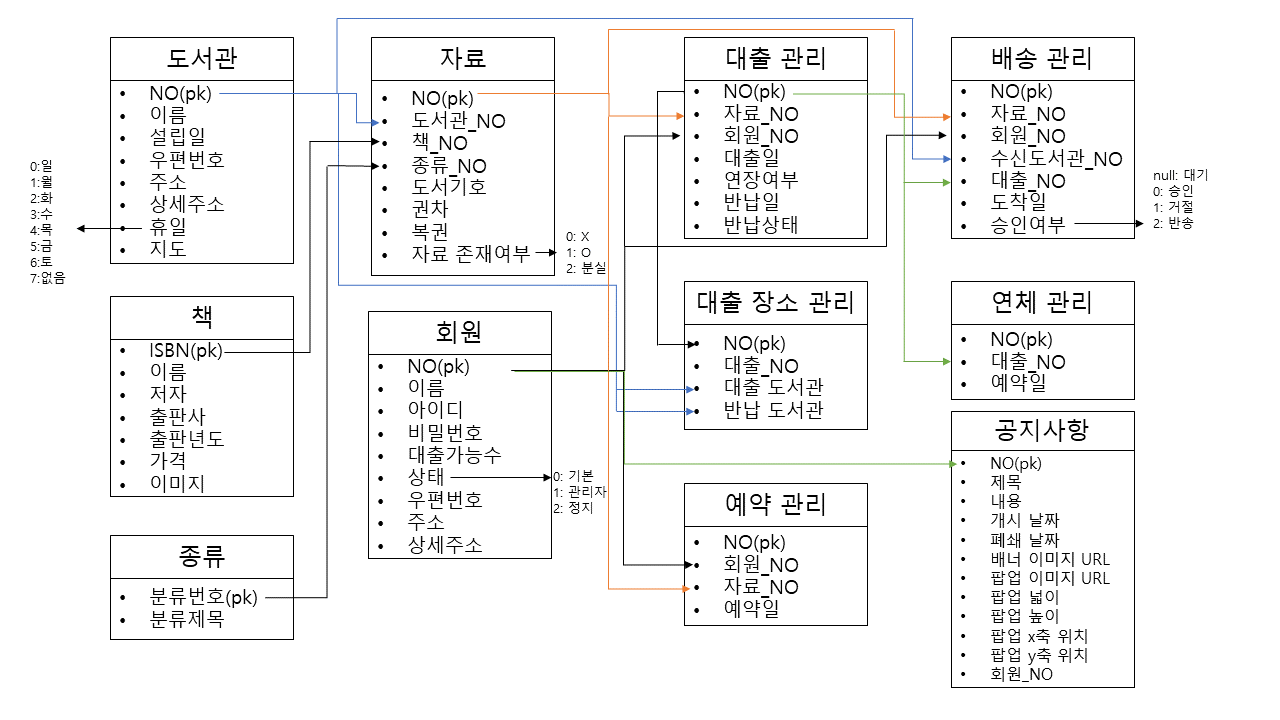 도서관
• NO(pk)
• 이름
• 설립일
• 우편번호
• 주소
• 상세주소
• 휴일
• 지도
0:일
1:월
2:화
3:수
4:목
5:금
6:토
7:없음
책
• ISBN(pk)
• 이름
• 저자
• 출판사
• 출판년도
• 가격
• 이미지
종류
• 분류번호(pk)
• 분류제목
자료
• NO(pk)
• 도서관_NO
• 책_NO
• 종류_NO
• 도서기호
• 권차
• 복권
• 자료 존재여부
0: X
1: O
2: 분실
회원
• NO(pk)
• 이름
• 아이디
• 비밀번호
• 대출가능수
• 상태
• 우편번호
• 주소
• 상세주소
0: 기본
1: 관리자
2: 정지
대출 관리
• NO(pk)
• 자료_NO
• 회원_NO
• 대출일
• 연장여부
• 반납일
• 반납상태
대출 장소 관리
• NO(pk)
• 대출_NO
• 대출 도서관
• 반납 도서관
예약 관리
• NO(pk)
• 회원_NO
• 자료_NO
• 예약일
배송 관리
• NO(pk)
• 자료_NO
• 회원_NO
• 수신도서관_NO
• 대출_NO
• 도착일
• 승인여부
null: 대기
0: 승인
1: 거절
2: 반송
연체 관리
• NO(pk)
• 대출_NO
• 예약일
공지사항
• NO(pk)
• 제목
• 내용
• 개시 날짜
• 폐쇄 날짜
• 배너 이미지 URL
• 팝업 이미지 URL
• 팝업 넓이
• 팝업 높이
• 팝업 x축 위치
• 팝업 y축 위치
• 회원_NO